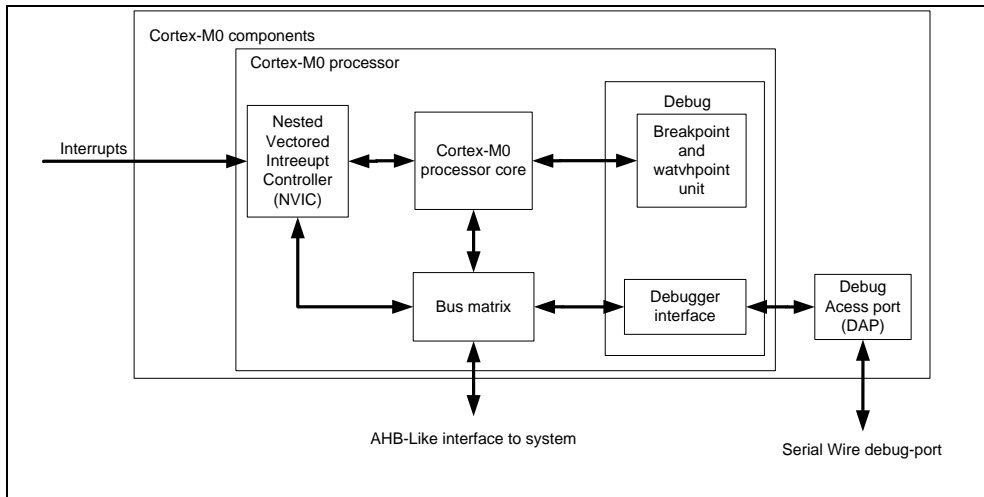 Cortex-M0 components
Cortex-M0 processor
Debug
Nested
Vectored
Intreeupt
Controller
(NVIC)
Interrupts
Cortex-M0
processor core
Breakpoint
and
watvhpoint
unit
Bus matrix
Debugger
interface
Debug
Acess port
(DAP)
AHB-Like interface to system
Serial Wire debug-port